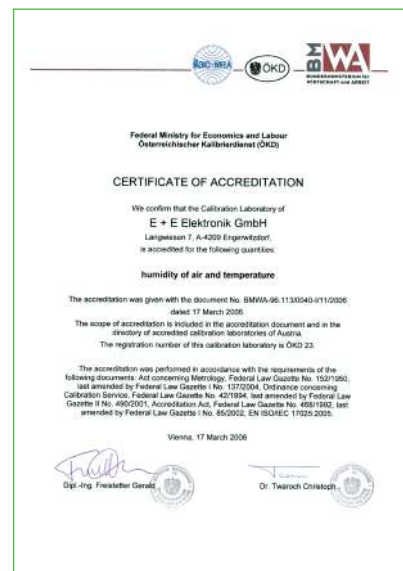 ilac-MRA
ÖKD
BM
WA
BUNDESMINISTERIUM für
WIRTSCHAFT und ARBEIT
Federal Ministry for Economics and Labour
Österreichischer Kalibrierdienst (ÖKD)
CERTIFICATE OF ACCREDITATION
We confirm that the Calibration Laboratory of
E + E Elektronik GmbH
Langwiesen 7, A-4209 Engerwitzdorf,
is accredited for the following quantities:
humidity of air and temperature
The accreditation was given with the document No. BMWA-96.113/0040-I/11/2006
dated 17 March 2006.
The scope of accreditation is included in the accreditation document and in the
directory of accredited calibration laboratories of Austria.
The registration number of this calibration laboratory is ÖKD 23.
The accreditation was performed in accordance with the requirements of the
following documents: Act concerning Metrology, Federal Law Gazette No. 152/1950,
last amended by Federal Law Gazette I No. 137/2004, Ordinance concerning
Calibration Service, Federal Law Gazette No. 42/1994, last amended by Federal Law
Gazette II No. 490/2001, Accreditation Act, Federal Law Gazette No. 468/1992, last
amended by Federal Law Gazette I No. 85/2002, EN ISO/IEC 17025:2005.
Vienna, 17 March 2006
Dipl.-Ing. Freistetter Gerald
Dr. Twaroch Christoph